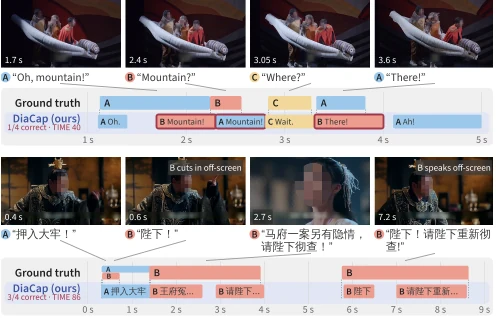 1.7 s
2.4 s
3.05 s
3.6 s
A "Oh, mountain!"
B "Mountain?"
C "Where?"
A "There!"
Ground truth
A
B
C
A
DiaCap (ours)
1/4 correct · TIME 40
A Oh.
B Mountain!
A Mountain!
C Wait.
B There!
A Ah!
1 s
2 s
3 s
4 s
5 s
B cuts in off-screen
B speaks off-screen
0.4 s
0.6 s
2.7 s
7.2 s
A “押入大牢！”
B “陛下！”
B “马府一案另有隐情，
请陛下彻查！”
B “陛下！请陛下重新彻
查!”
Ground truth
A
B
B
B
DiaCap (ours)
3/4 correct · TIME 86
A 押入大牢
B 王府冤...
B 请陛下...
B 陛下
B 请陛下重新...
0 s
1 s
2 s
3 s
4 s
5 s
6 s
7 s
8 s
9 s